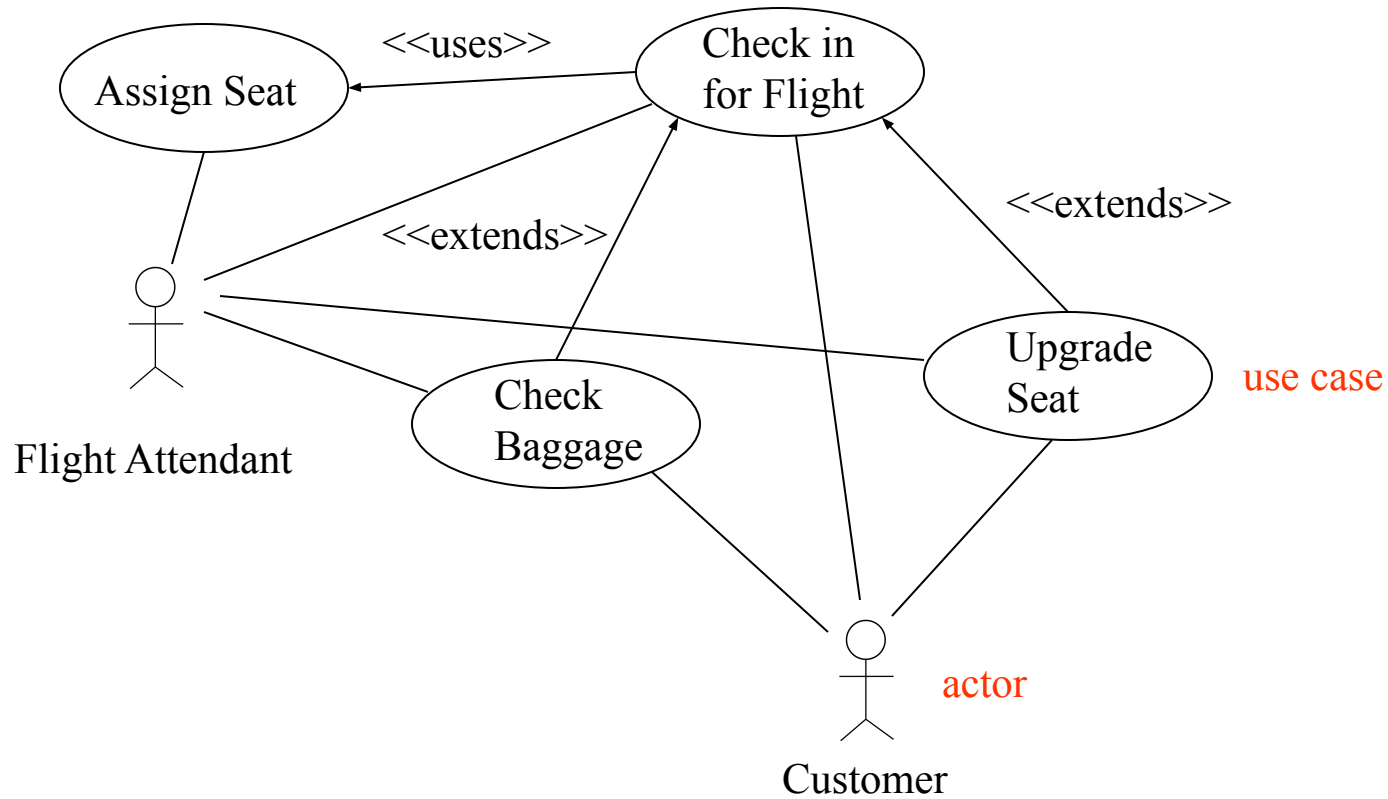 <<uses>>
Check in
for Flight
Assign Seat
<<extends>>
<<extends>>
Upgrade
Seat
use case
Check
Baggage
Flight Attendant
actor
Customer